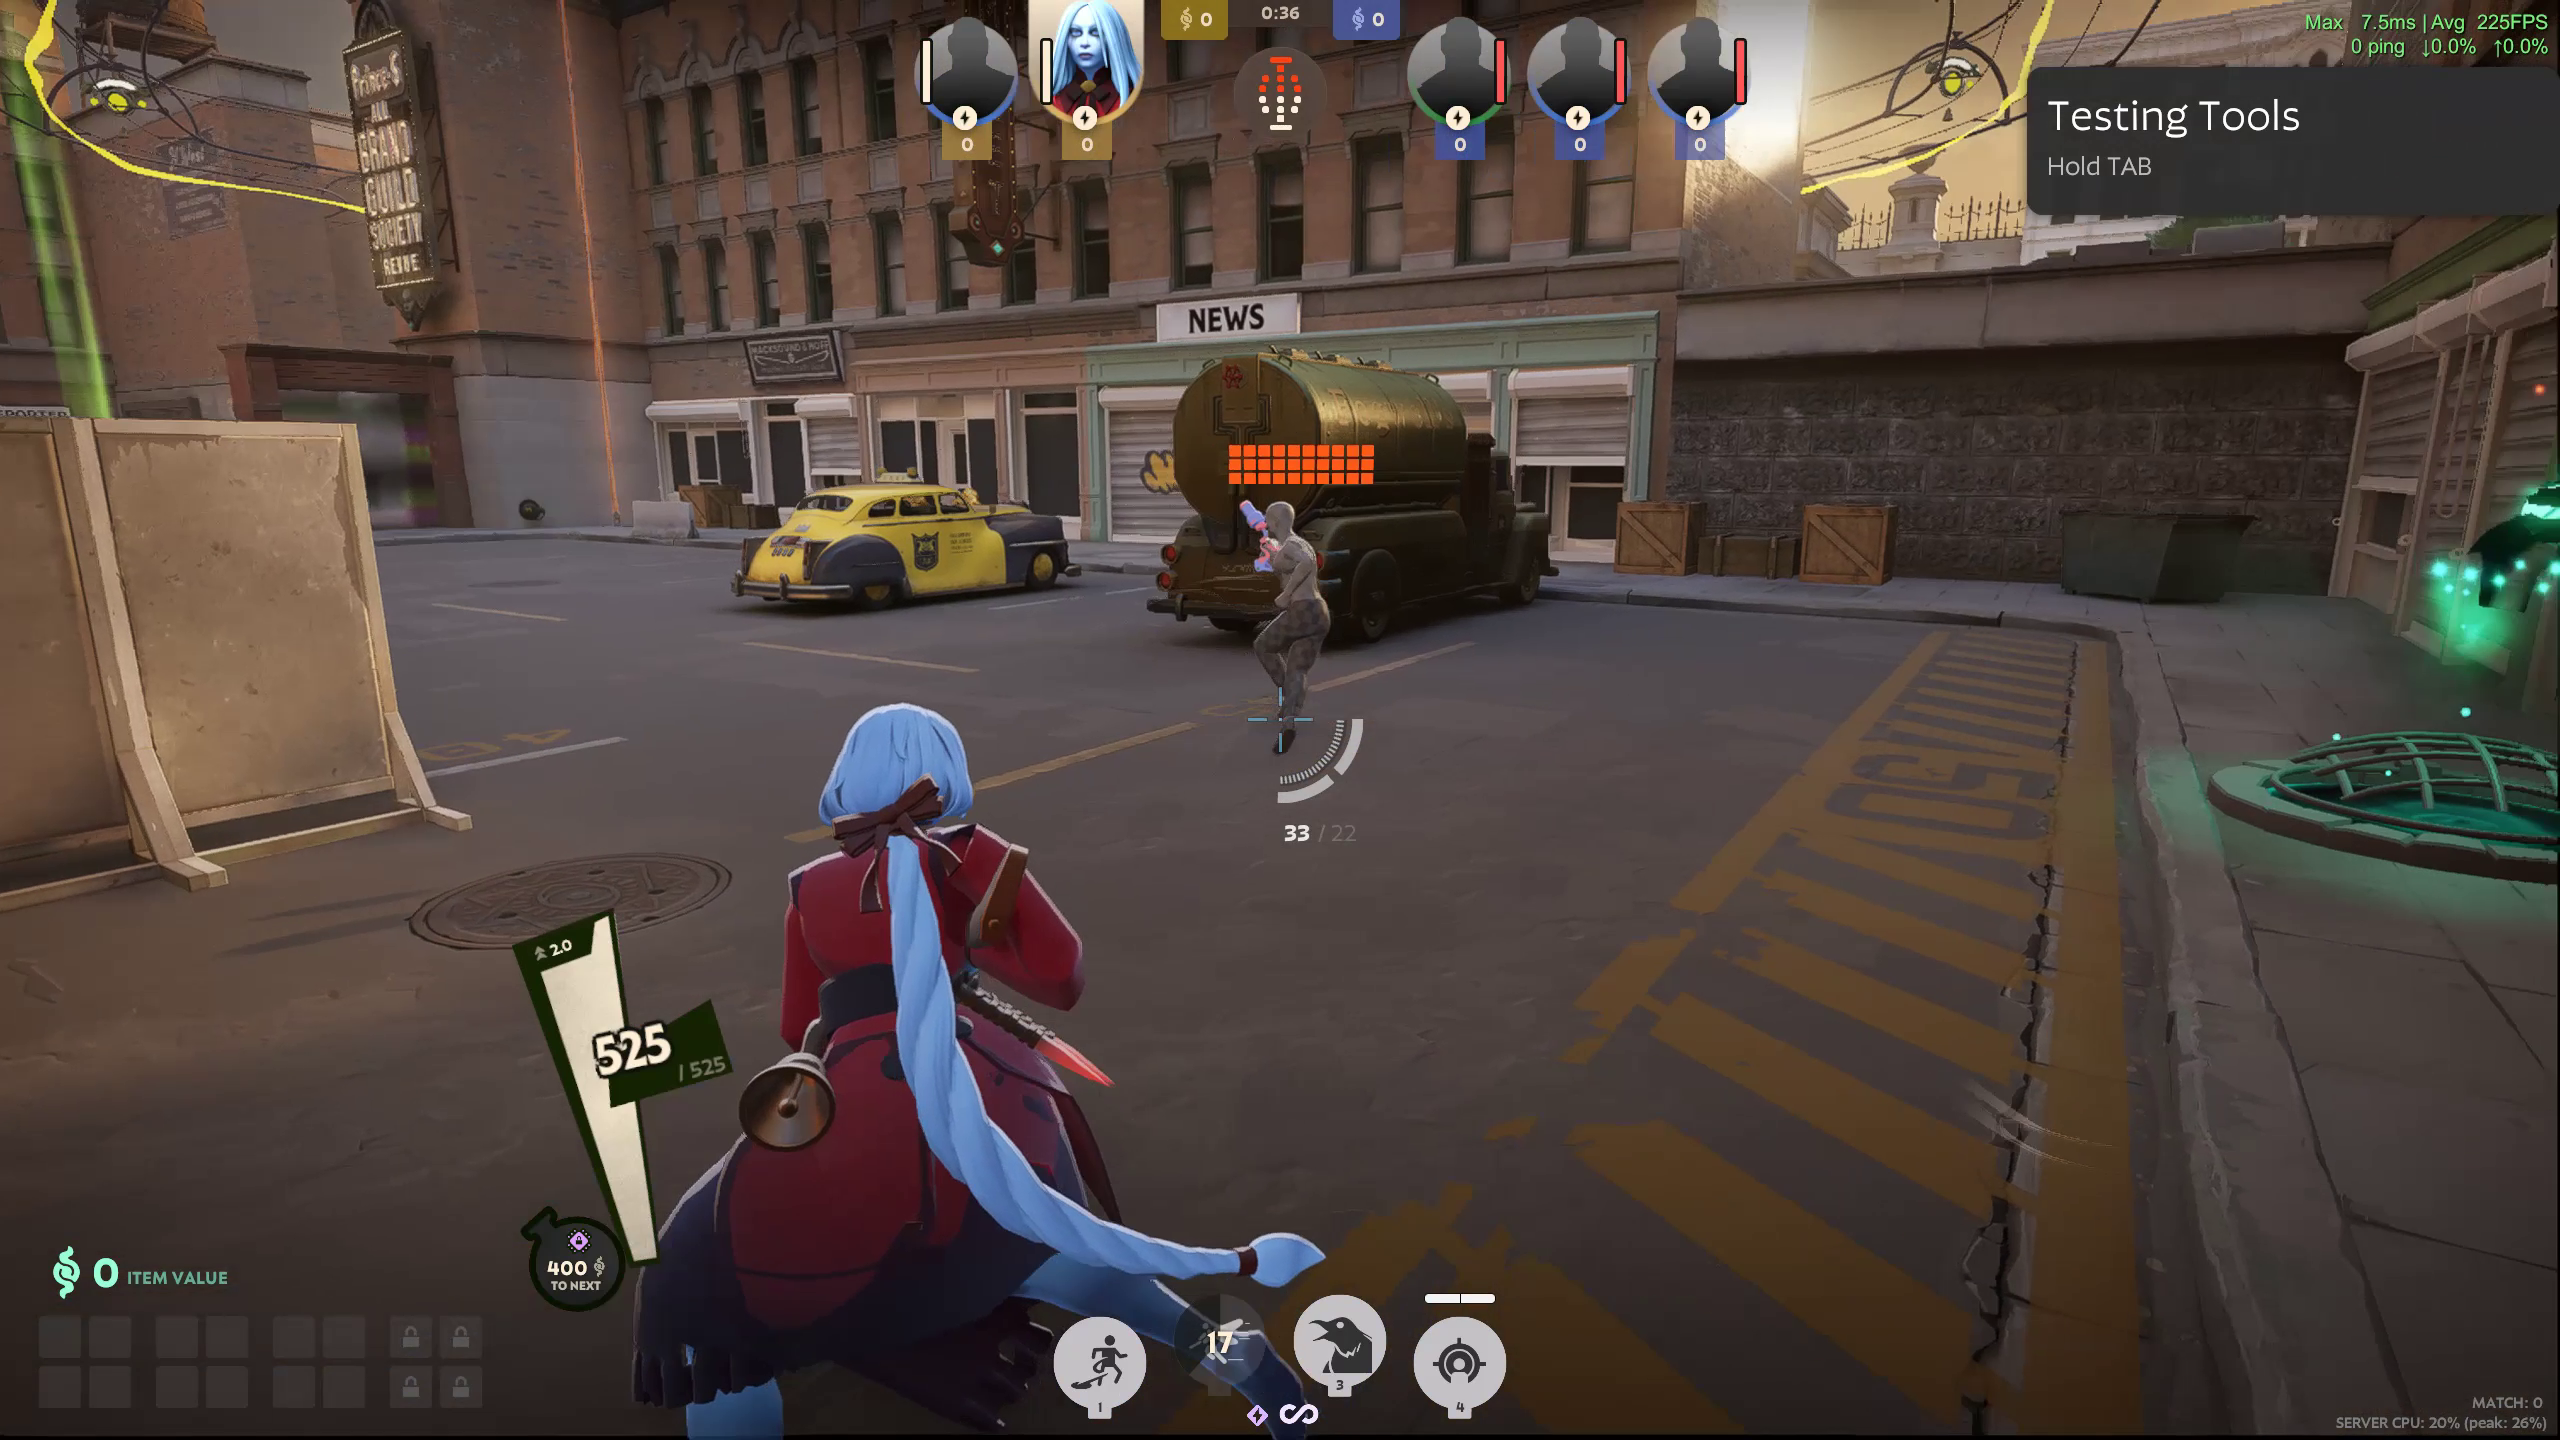 0
0:36
0
Max 7.5ms | Avg 225FPS
0 ping ↓0.0% ↑0.0%
0
0
0
0
0
Testing Tools
Hold TAB
GRAND
GUILD
SOCIETY
REVUE
NEWS
33 / 22
2.0
525
/ 525
400
TO NEXT
0 ITEM VALUE
17
1
3
4
MATCH: 0
SERVER CPU: 20% (peak: 26%)